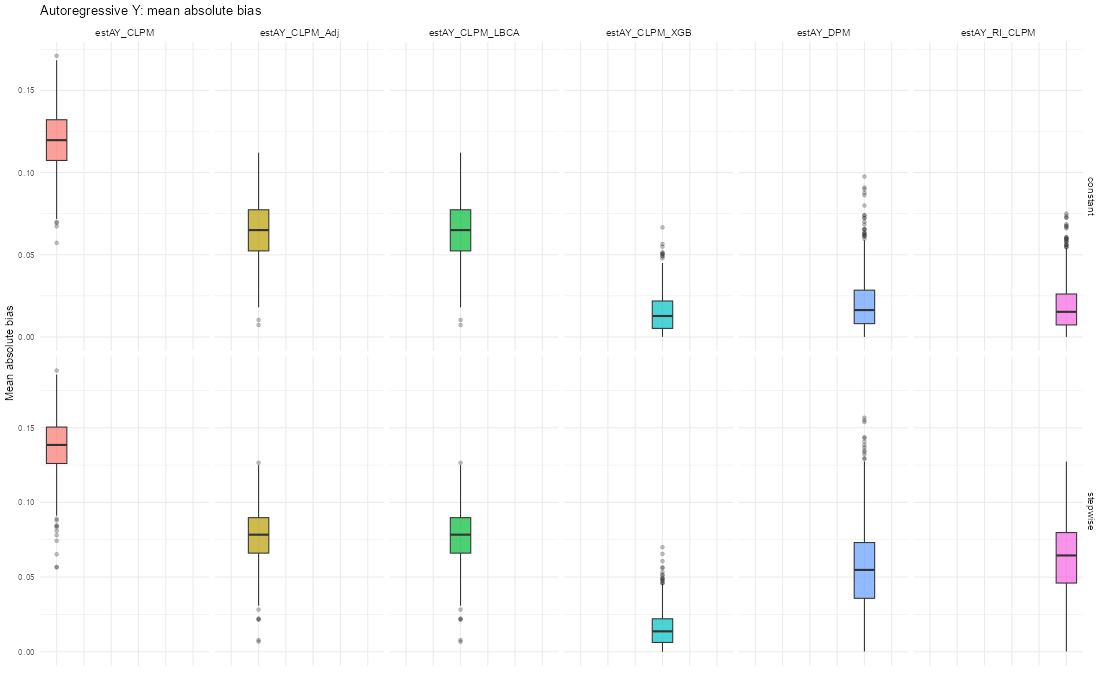 Autoregressive Y: mean absolute bias
estAY_CLPM
estAY_CLPM_Adj
estAY_CLPM_LBCA
estAY_CLPM_XGB
estAY_DPM
estAY_RI_CLPM
Mean absolute bias
0.15
0.10
0.05
0.00
constant
0.15
0.10
0.05
0.00
stepwise